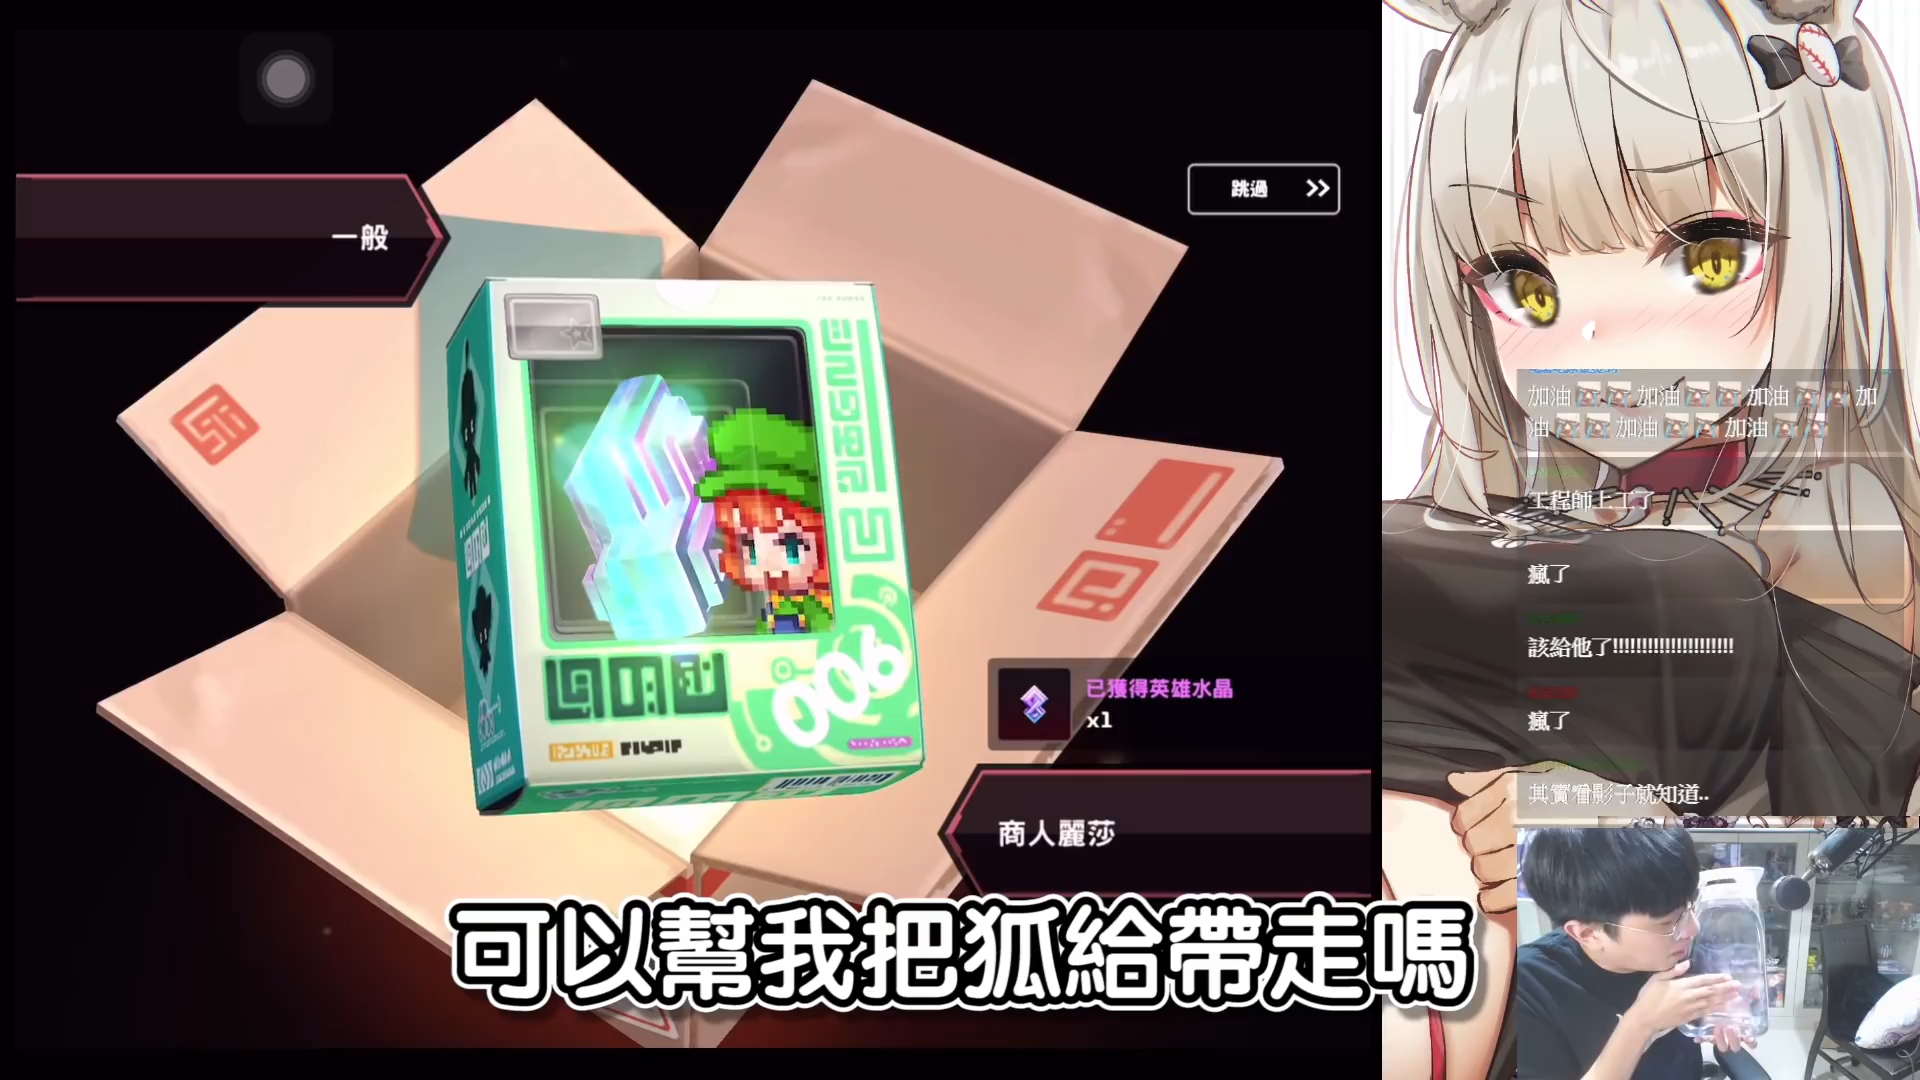 一般
跳過
006
已獲得英雄水晶
x1
商人麗莎
可以幫我把狐給帶走嗎
加油 加油 加油 加
油 加油 加油
工程師上工了
瘋了
該給他了!!!!!!!!!!!!!!!!!!!!!
瘋了
其實看影子就知道..